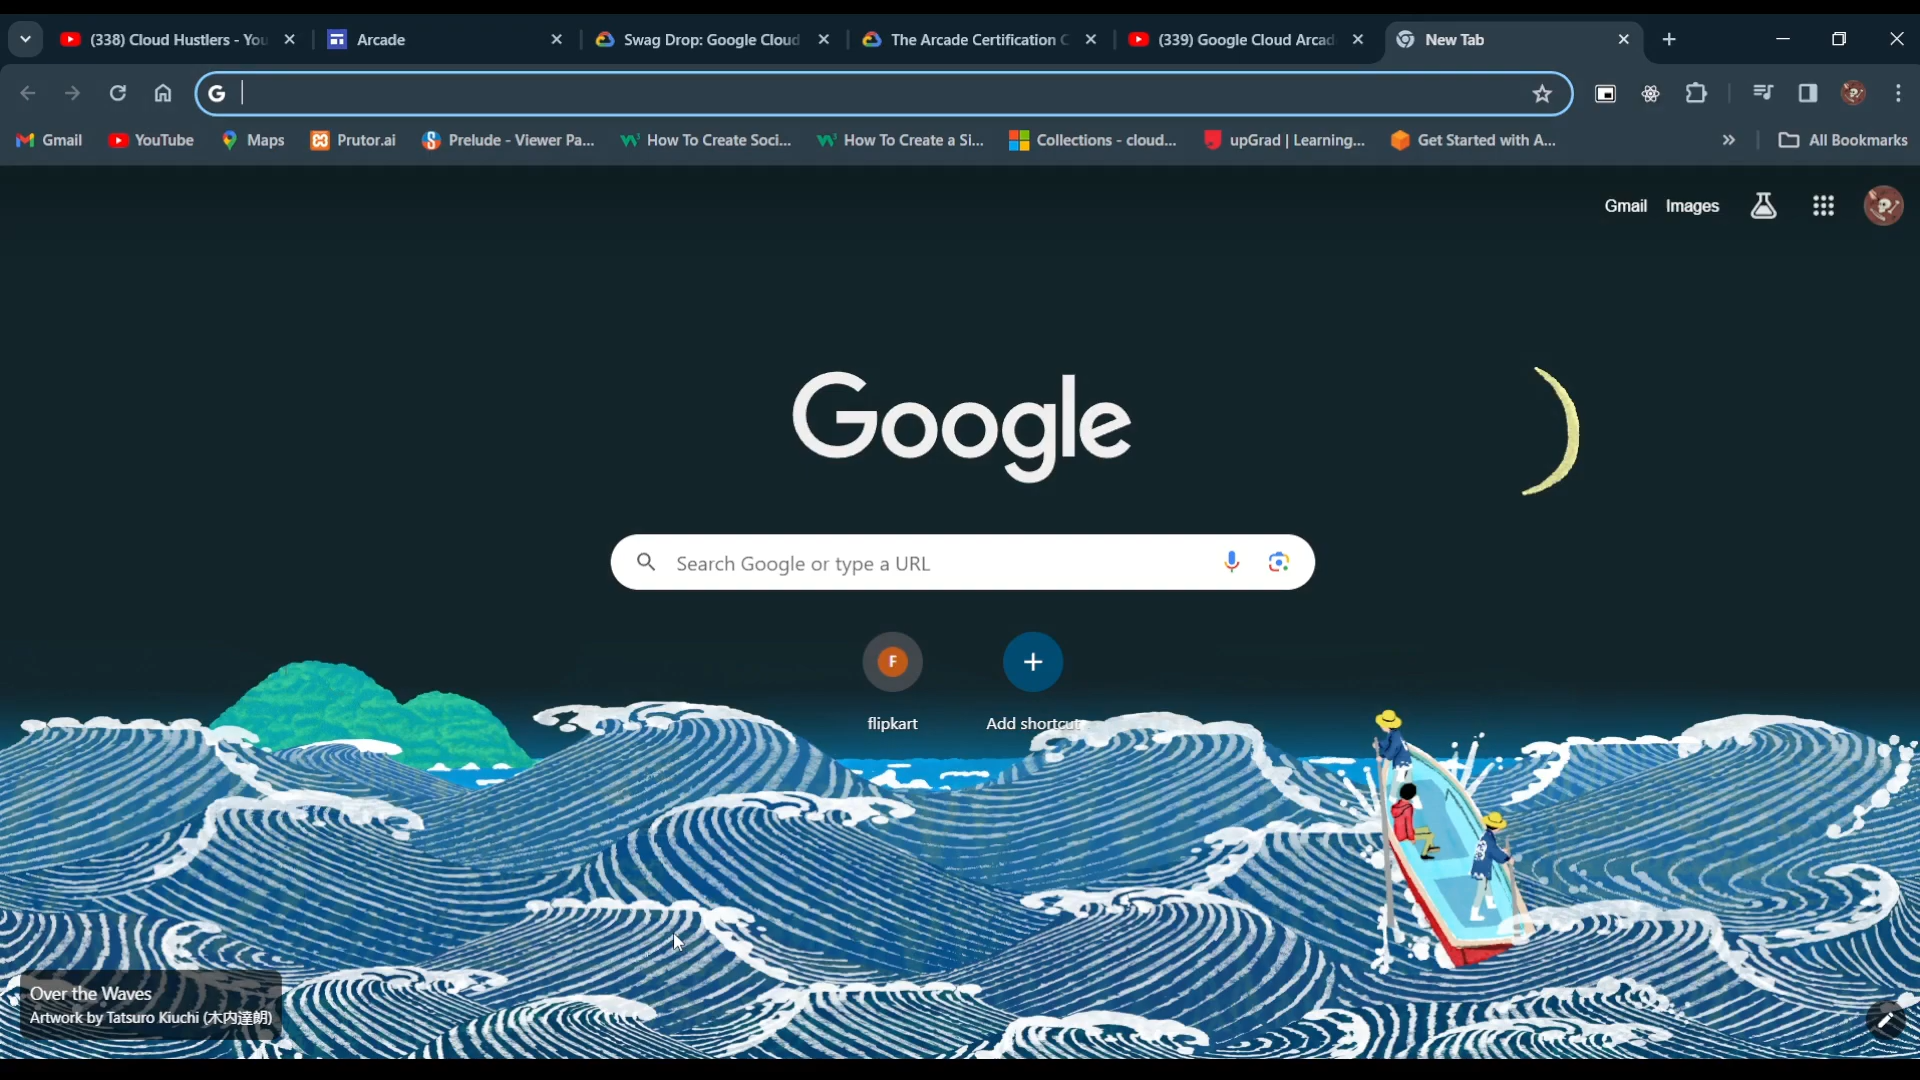 (338) Cloud Hustlers - You
Arcade
Swag Drop: Google Cloud
The Arcade Certification C
(339) Google Cloud Arcad
New Tab
G
Gmail
YouTube
Maps
Prutor.ai
Prelude - Viewer Pa...
How To Create Soci...
How To Create a Si...
Collections - cloud...
upGrad | Learning...
Get Started with A...
»
All Bookmarks
Gmail Images
Google
Search Google or type a URL
F
flipkart
Add shortcut
Over the Waves
Artwork by Tatsuro Kiuchi (木内達朗)